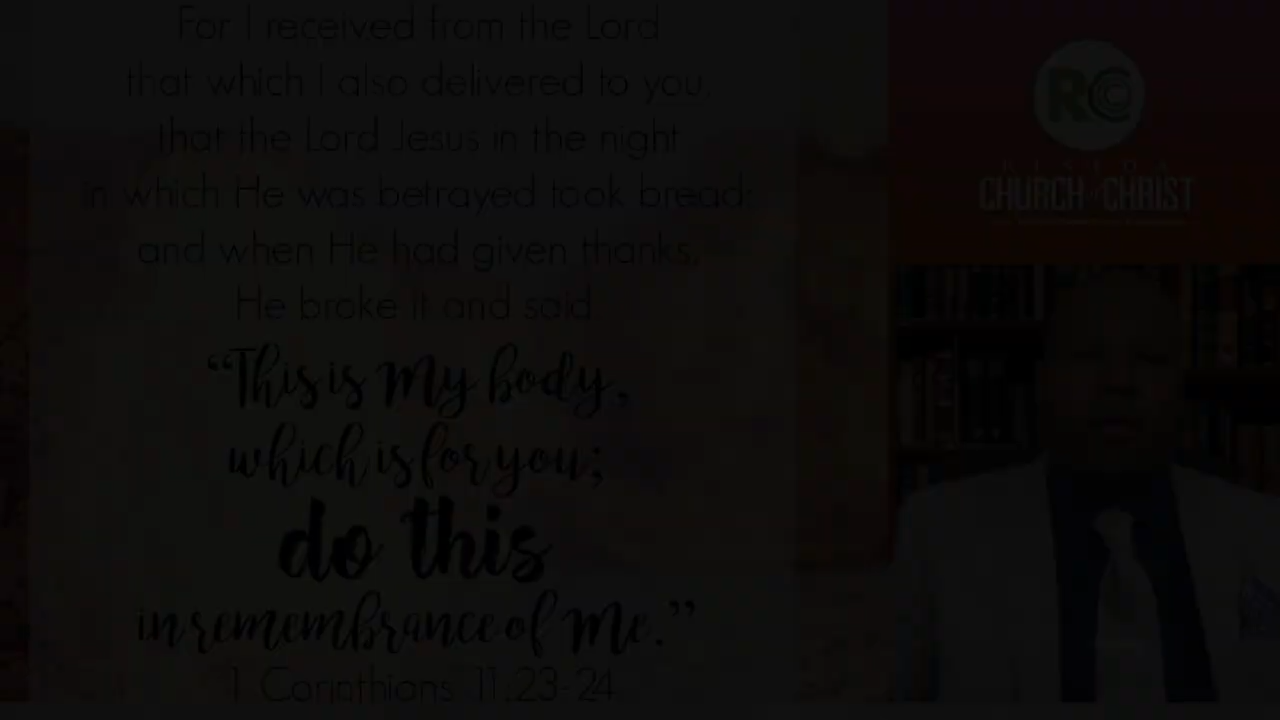 For I received from the Lord
that which I also delivered to you,
that the Lord Jesus in the night
in which He was betrayed took bread;
and when He had given thanks,
He broke it and said
“This is My body,
which is for you;
do this
in remembrance of Me.”
1 Corinthians 11:23-24
RCC
CHURCH of CHRIST